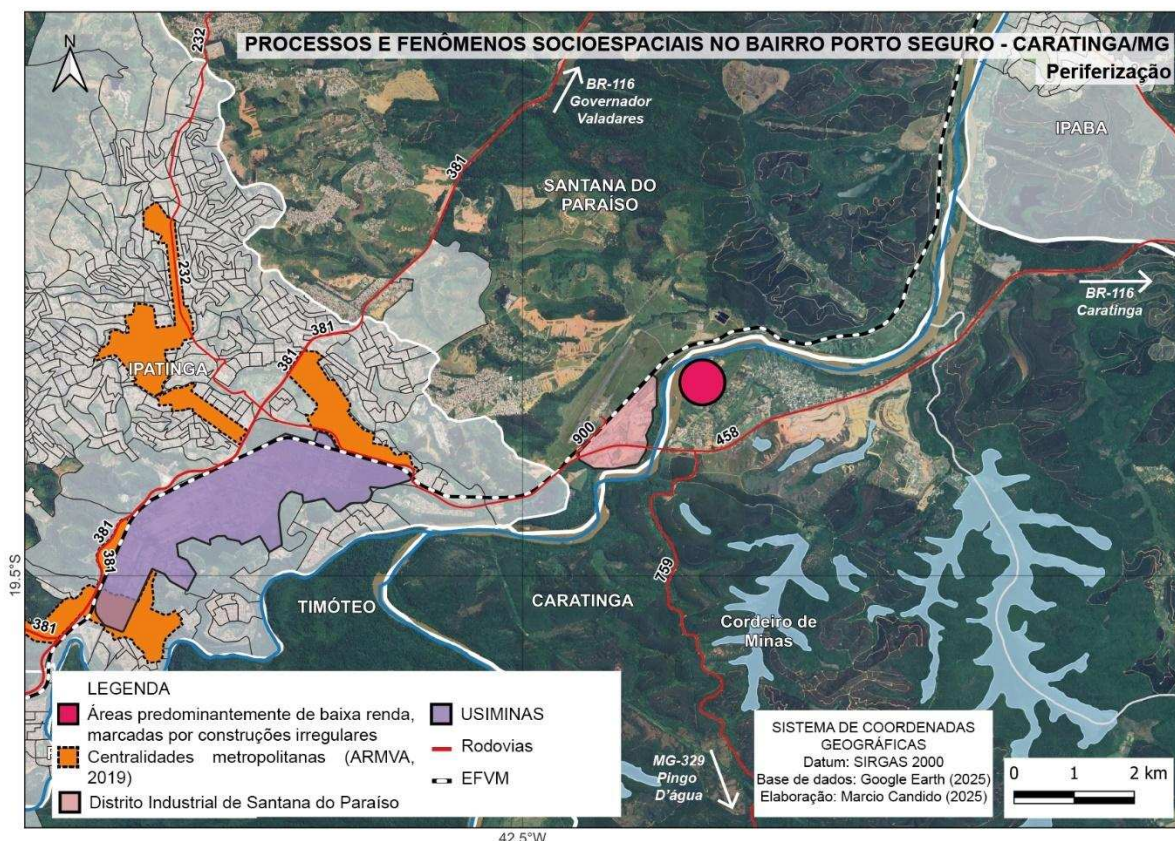 PROCESSOS E FENÔMENOS SOCIOESPACIAIS NO BAIRRO PORTO SEGURO - CARATINGA/MG
Periferização
N
232
BR-116
Governador
Valadares
381
IPABA
SANTANA DO
PARAÍSO
232
BR-116
Caratinga
381
381
IPATINGA
900
458
381
381
759
19.5°S
TIMÓTEO
CARATINGA
Cordeiro de
Minas
381
LEGENDA
Áreas predominantemente de baixa renda,
marcadas por construções irregulares
Centralidades metropolitanas (ARMVA,
2019)
Distrito Industrial de Santana do Paraíso
USIMINAS
Rodovias
EFVM
MG-329
Pingo
D'água
SISTEMA DE COORDENADAS
GEOGRÁFICAS
Datum: SIRGAS 2000
Base de dados: Google Earth (2025)
Elaboração: Marcio Candido (2025)
0 1 2 km
42.5°W